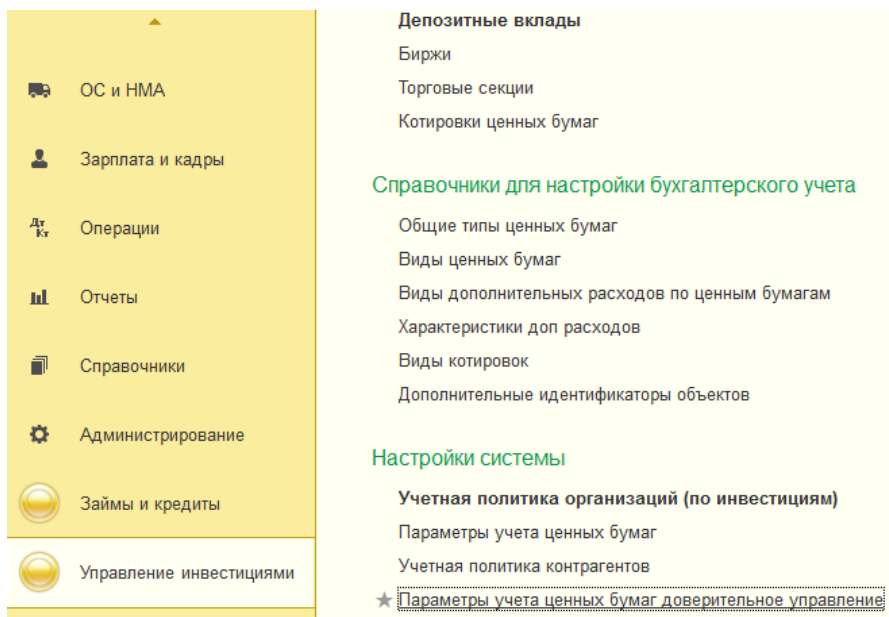 ОС и НМА
Зарплата и кадры
Дт
Кт
Операции
Отчеты
Справочники
Администрирование
Займы и кредиты
Управление инвестициями
Депозитные вклады
Биржи
Торговые секции
Котировки ценных бумаг
Справочники для настройки бухгалтерского учета
Общие типы ценных бумаг
Виды ценных бумаг
Виды дополнительных расходов по ценным бумагам
Характеристики доп расходов
Виды котировок
Дополнительные идентификаторы объектов
Настройки системы
Учетная политика организаций (по инвестициям)
Параметры учета ценных бумаг
Учетная политика контрагентов
Параметры учета ценных бумаг доверительное управление